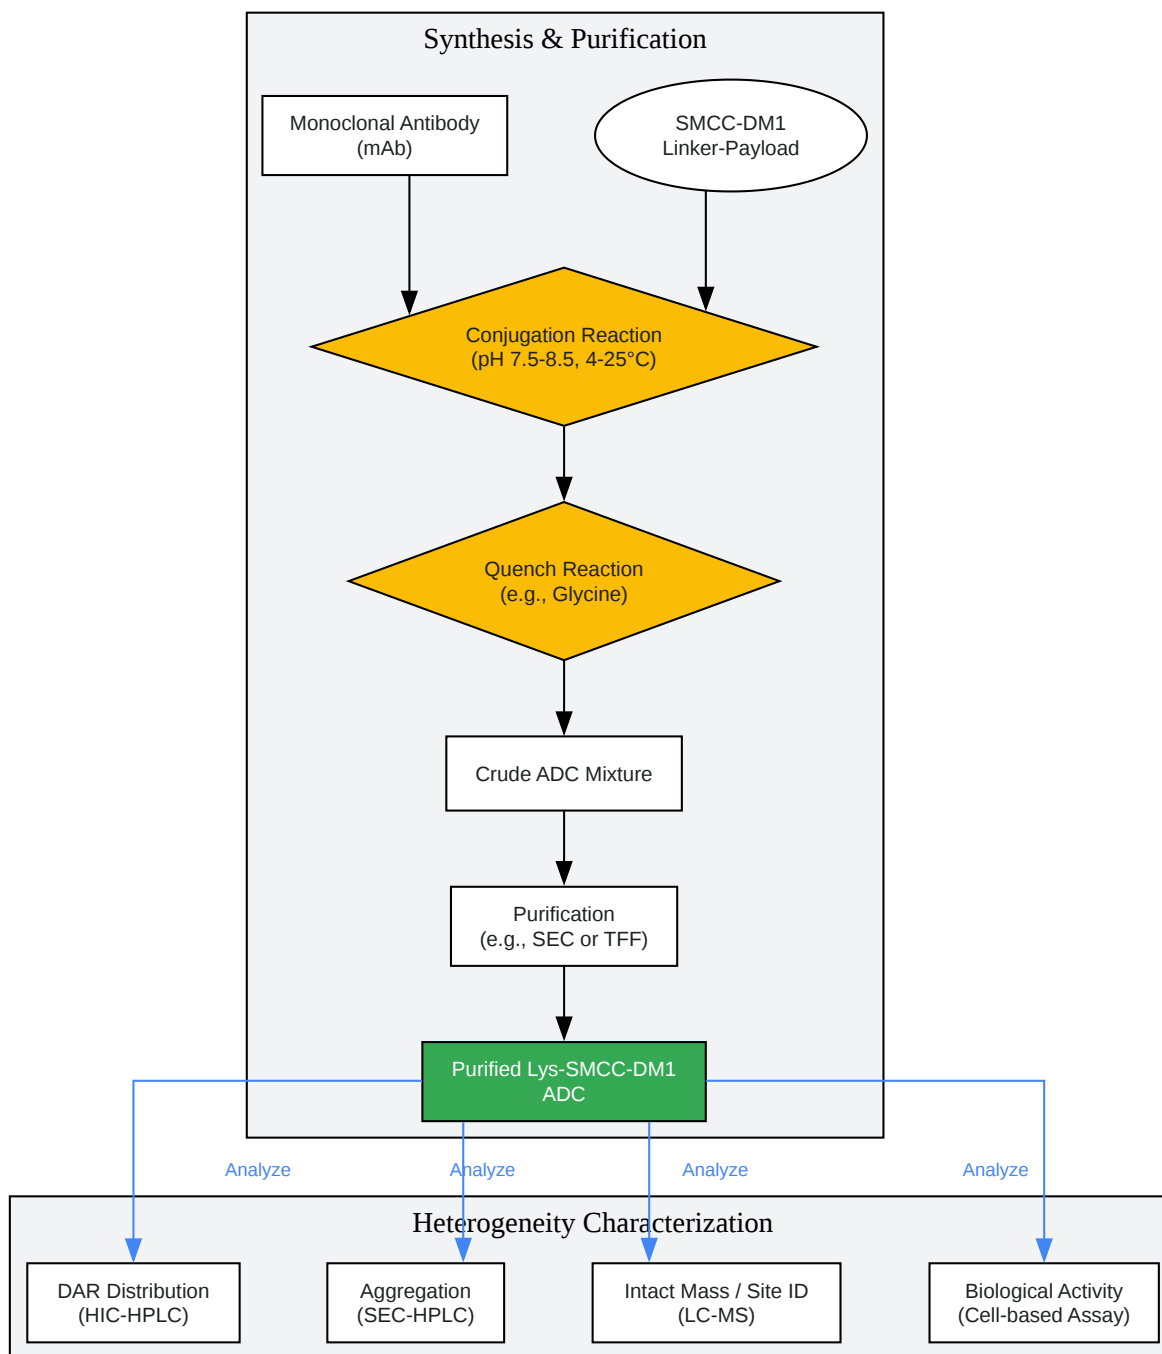 Synthesis & Purification
Monoclonal Antibody
(mAb)
SMCC-DM1
Linker-Payload
Conjugation Reaction
(pH 7.5-8.5, 4-25°C)
Quench Reaction
(e.g., Glycine)
Crude ADC Mixture
Purification
(e.g., SEC or TFF)
Purified Lys-SMCC-DM1
ADC
Analyze
Analyze
Analyze
Analyze
Heterogeneity Characterization
DAR Distribution
(HIC-HPLC)
Aggregation
(SEC-HPLC)
Intact Mass / Site ID
(LC-MS)
Biological Activity
(Cell-based Assay)